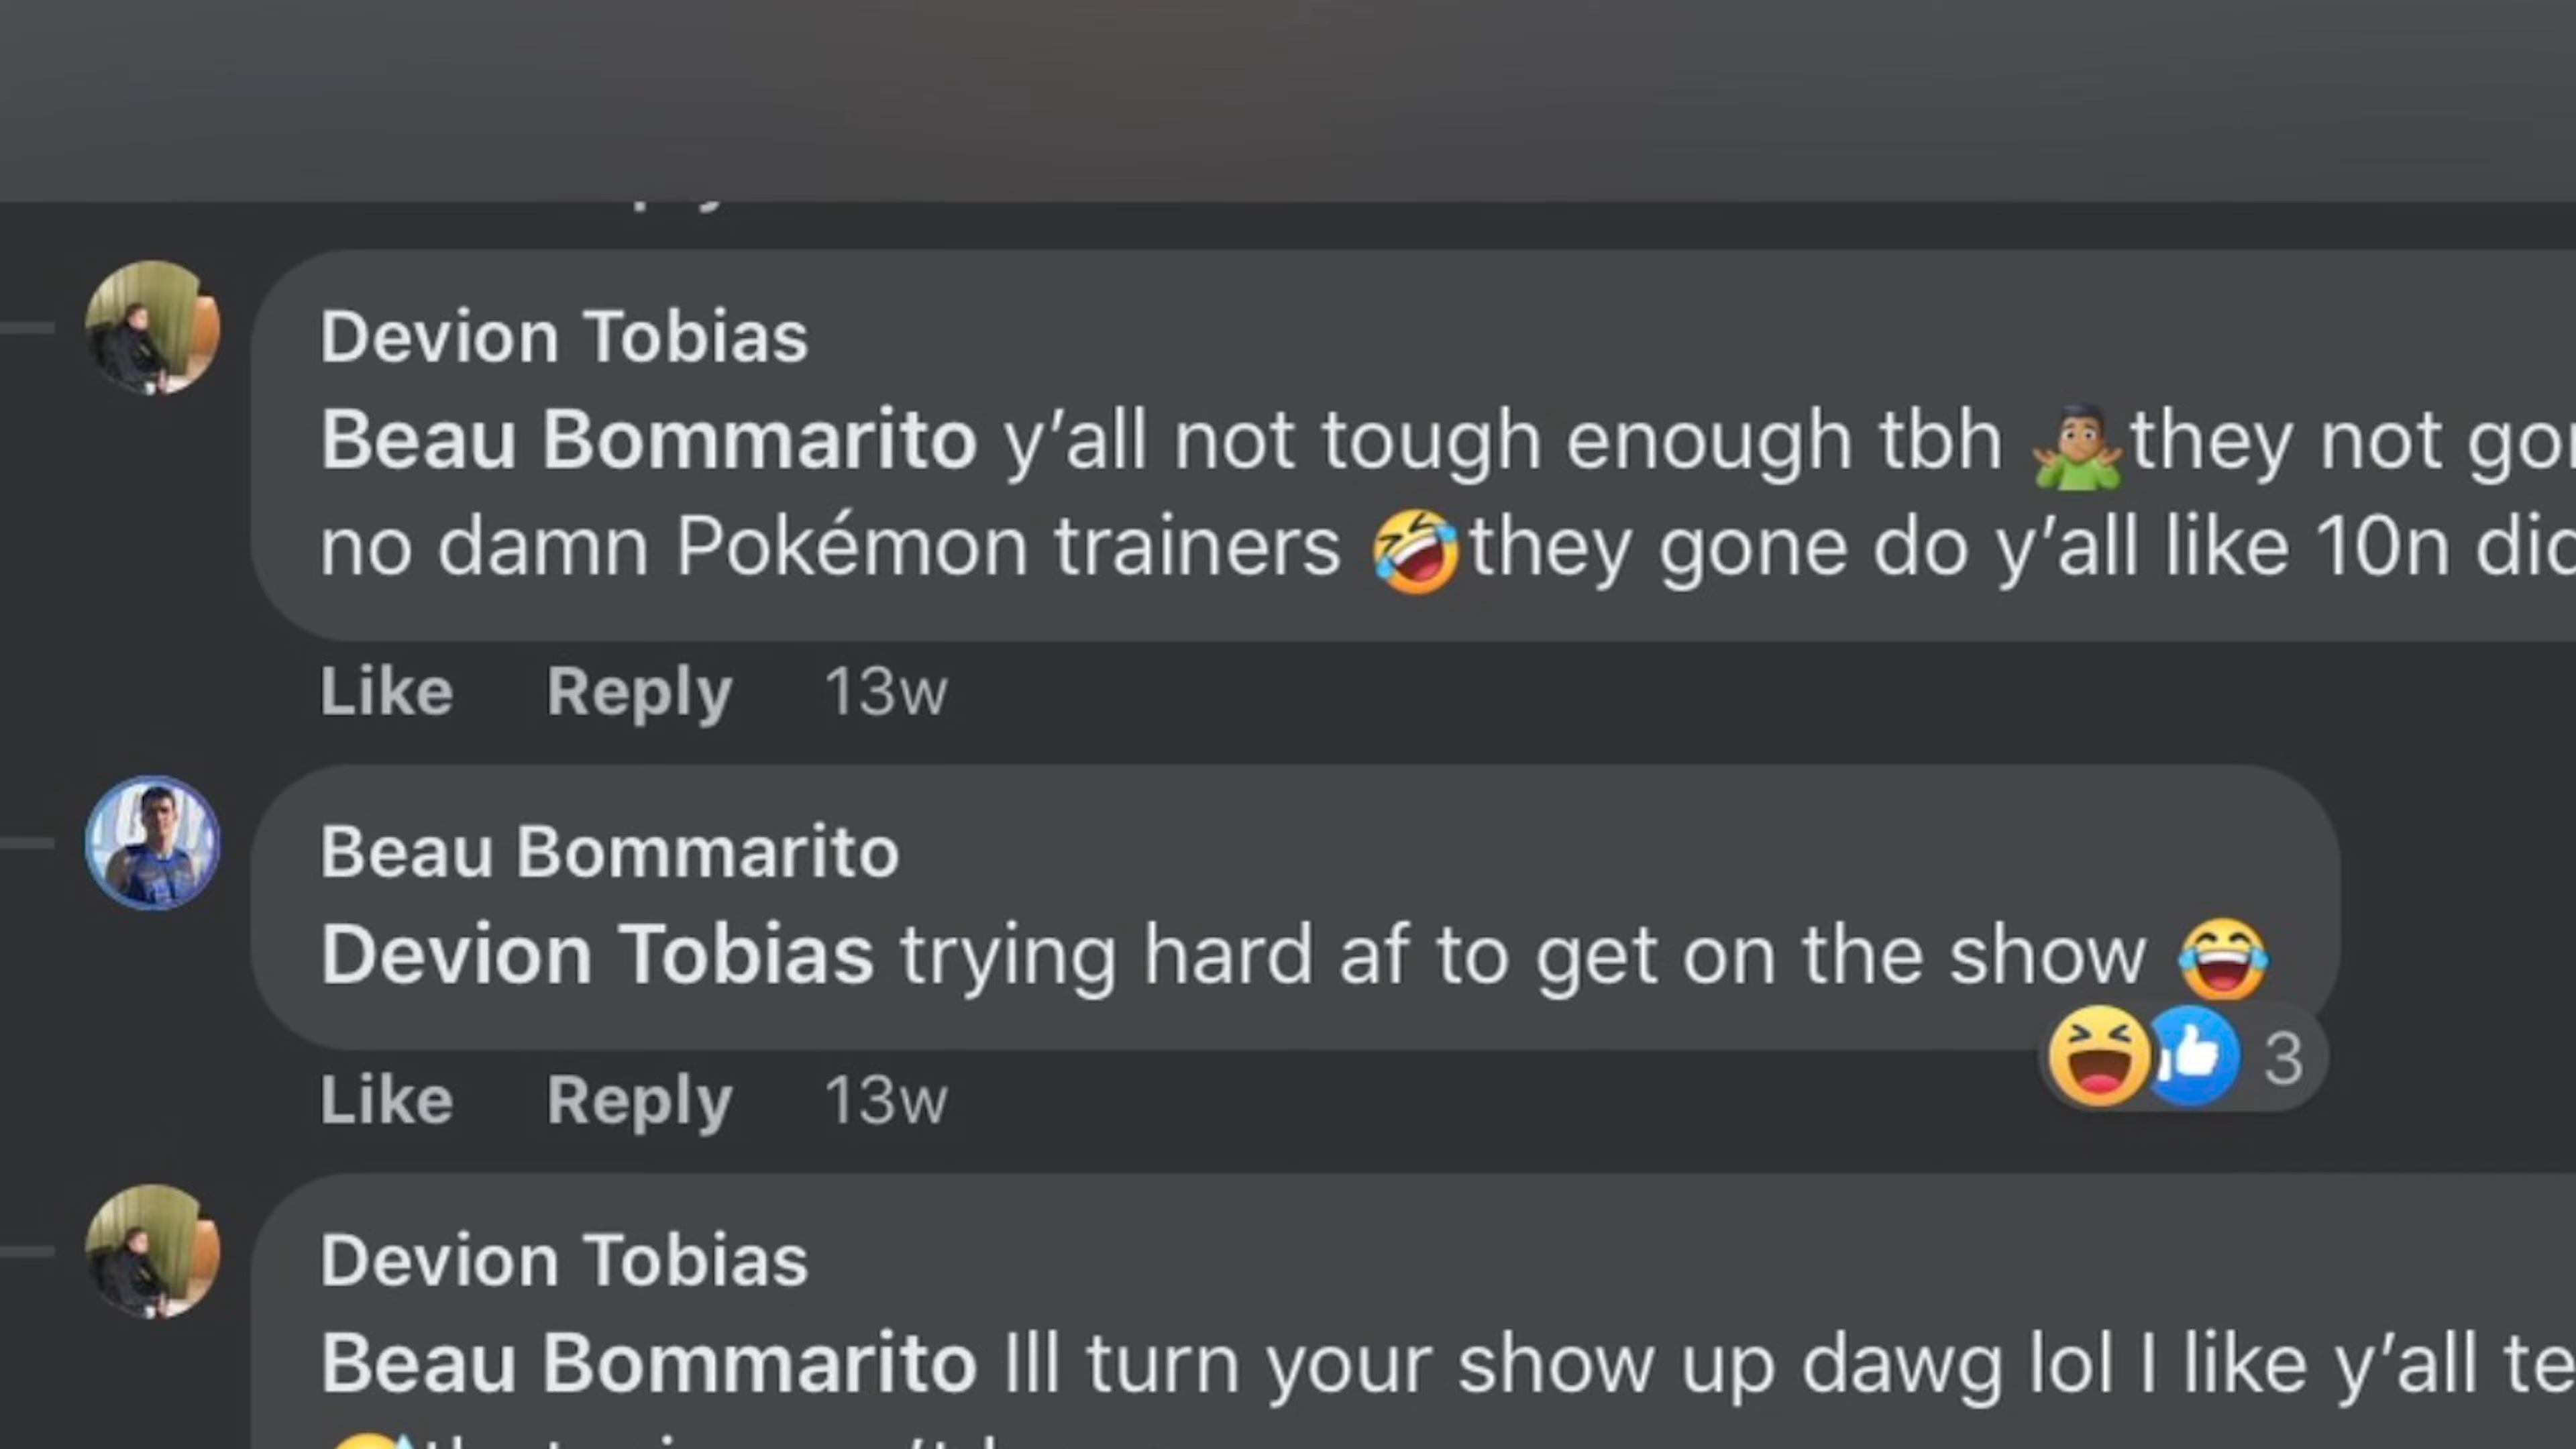 Devion Tobias
Beau Bommarito y’all not tough enough tbh 🤷🏽‍♂️they not
no damn Pokémon trainers 🤣they gone do y’all like 10n
Like Reply 13w
Beau Bommarito
Devion Tobias trying hard af to get on the show 😂
3
Like Reply 13w
Devion Tobias
Beau Bommarito Ill turn your show up dawg lol I like y’all